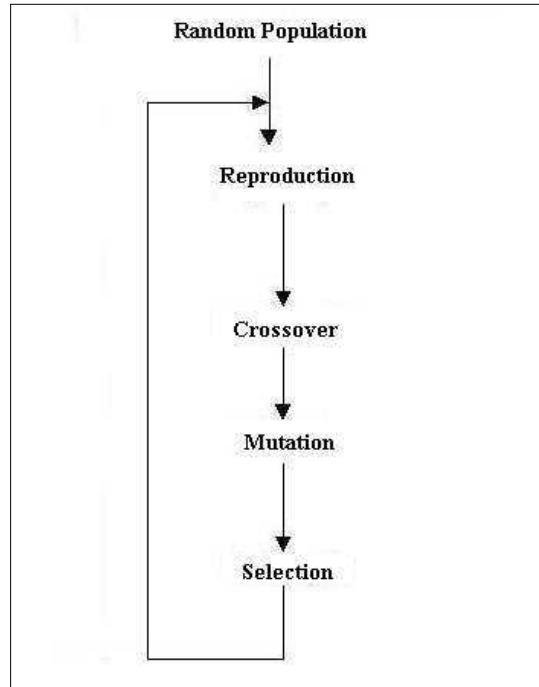 Random Population
Reproduction
Crossover
Mutation
Selection